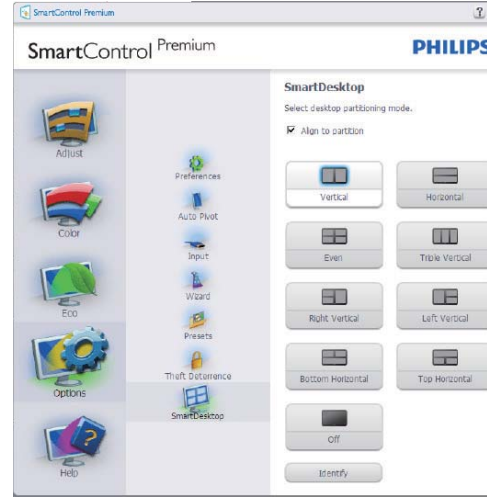 SmartControl Premium
?
SmartControl Premium
PHILIPS
Adjust
Color
Eco
Options
Help
Preferences
Auto Pivot
Input
Wizard
Presets
Theft Deterrence
SmartDesktop
SmartDesktop
Select desktop partitioning mode.
Align to partition
Vertical
Horizontal
Even
Triple Vertical
Right Vertical
Left Vertical
Bottom Horizontal
Top Horizontal
Off
Identify